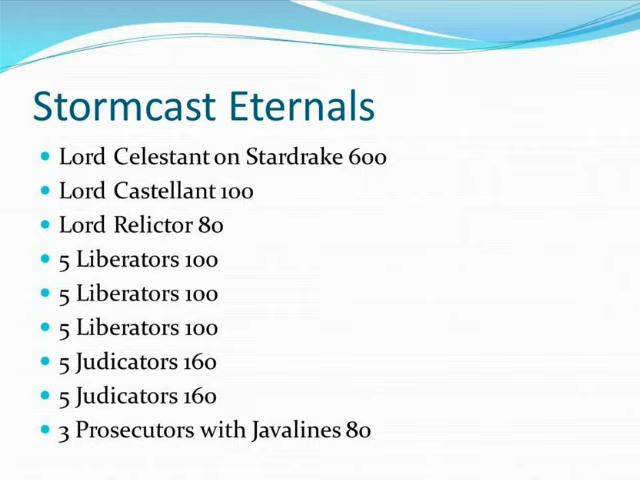 Stormcast Eternals
• Lord Celestant on Stardrake 600
• Lord Castellant 100
• Lord Relictor 80
• 5 Liberators 100
• 5 Liberators 100
• 5 Liberators 100
• 5 Judicators 160
• 5 Judicators 160
• 3 Prosecutors with Javalines 80